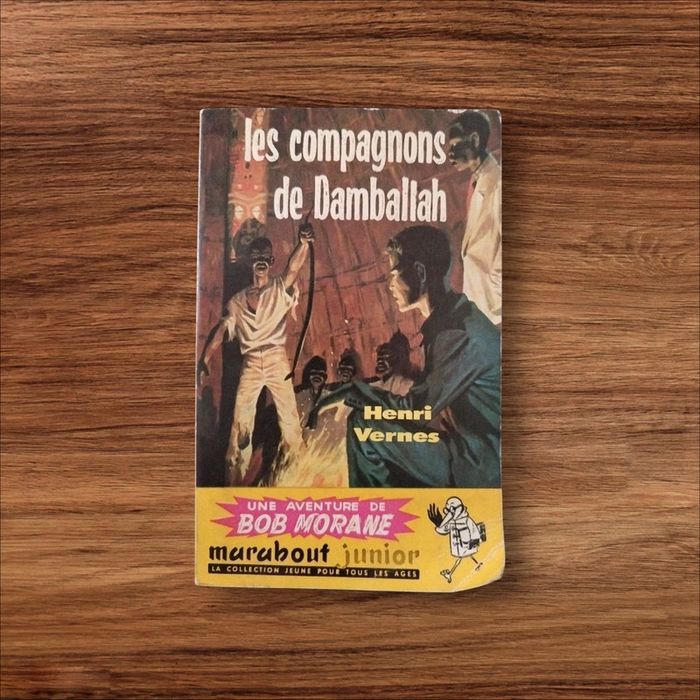 les compagnons
de Damballah
Henri
Vernes
UNE AVENTURE DE
BOB MORANE
marabout junior
LA COLLECTION JEUNE POUR TOUS LES AGES